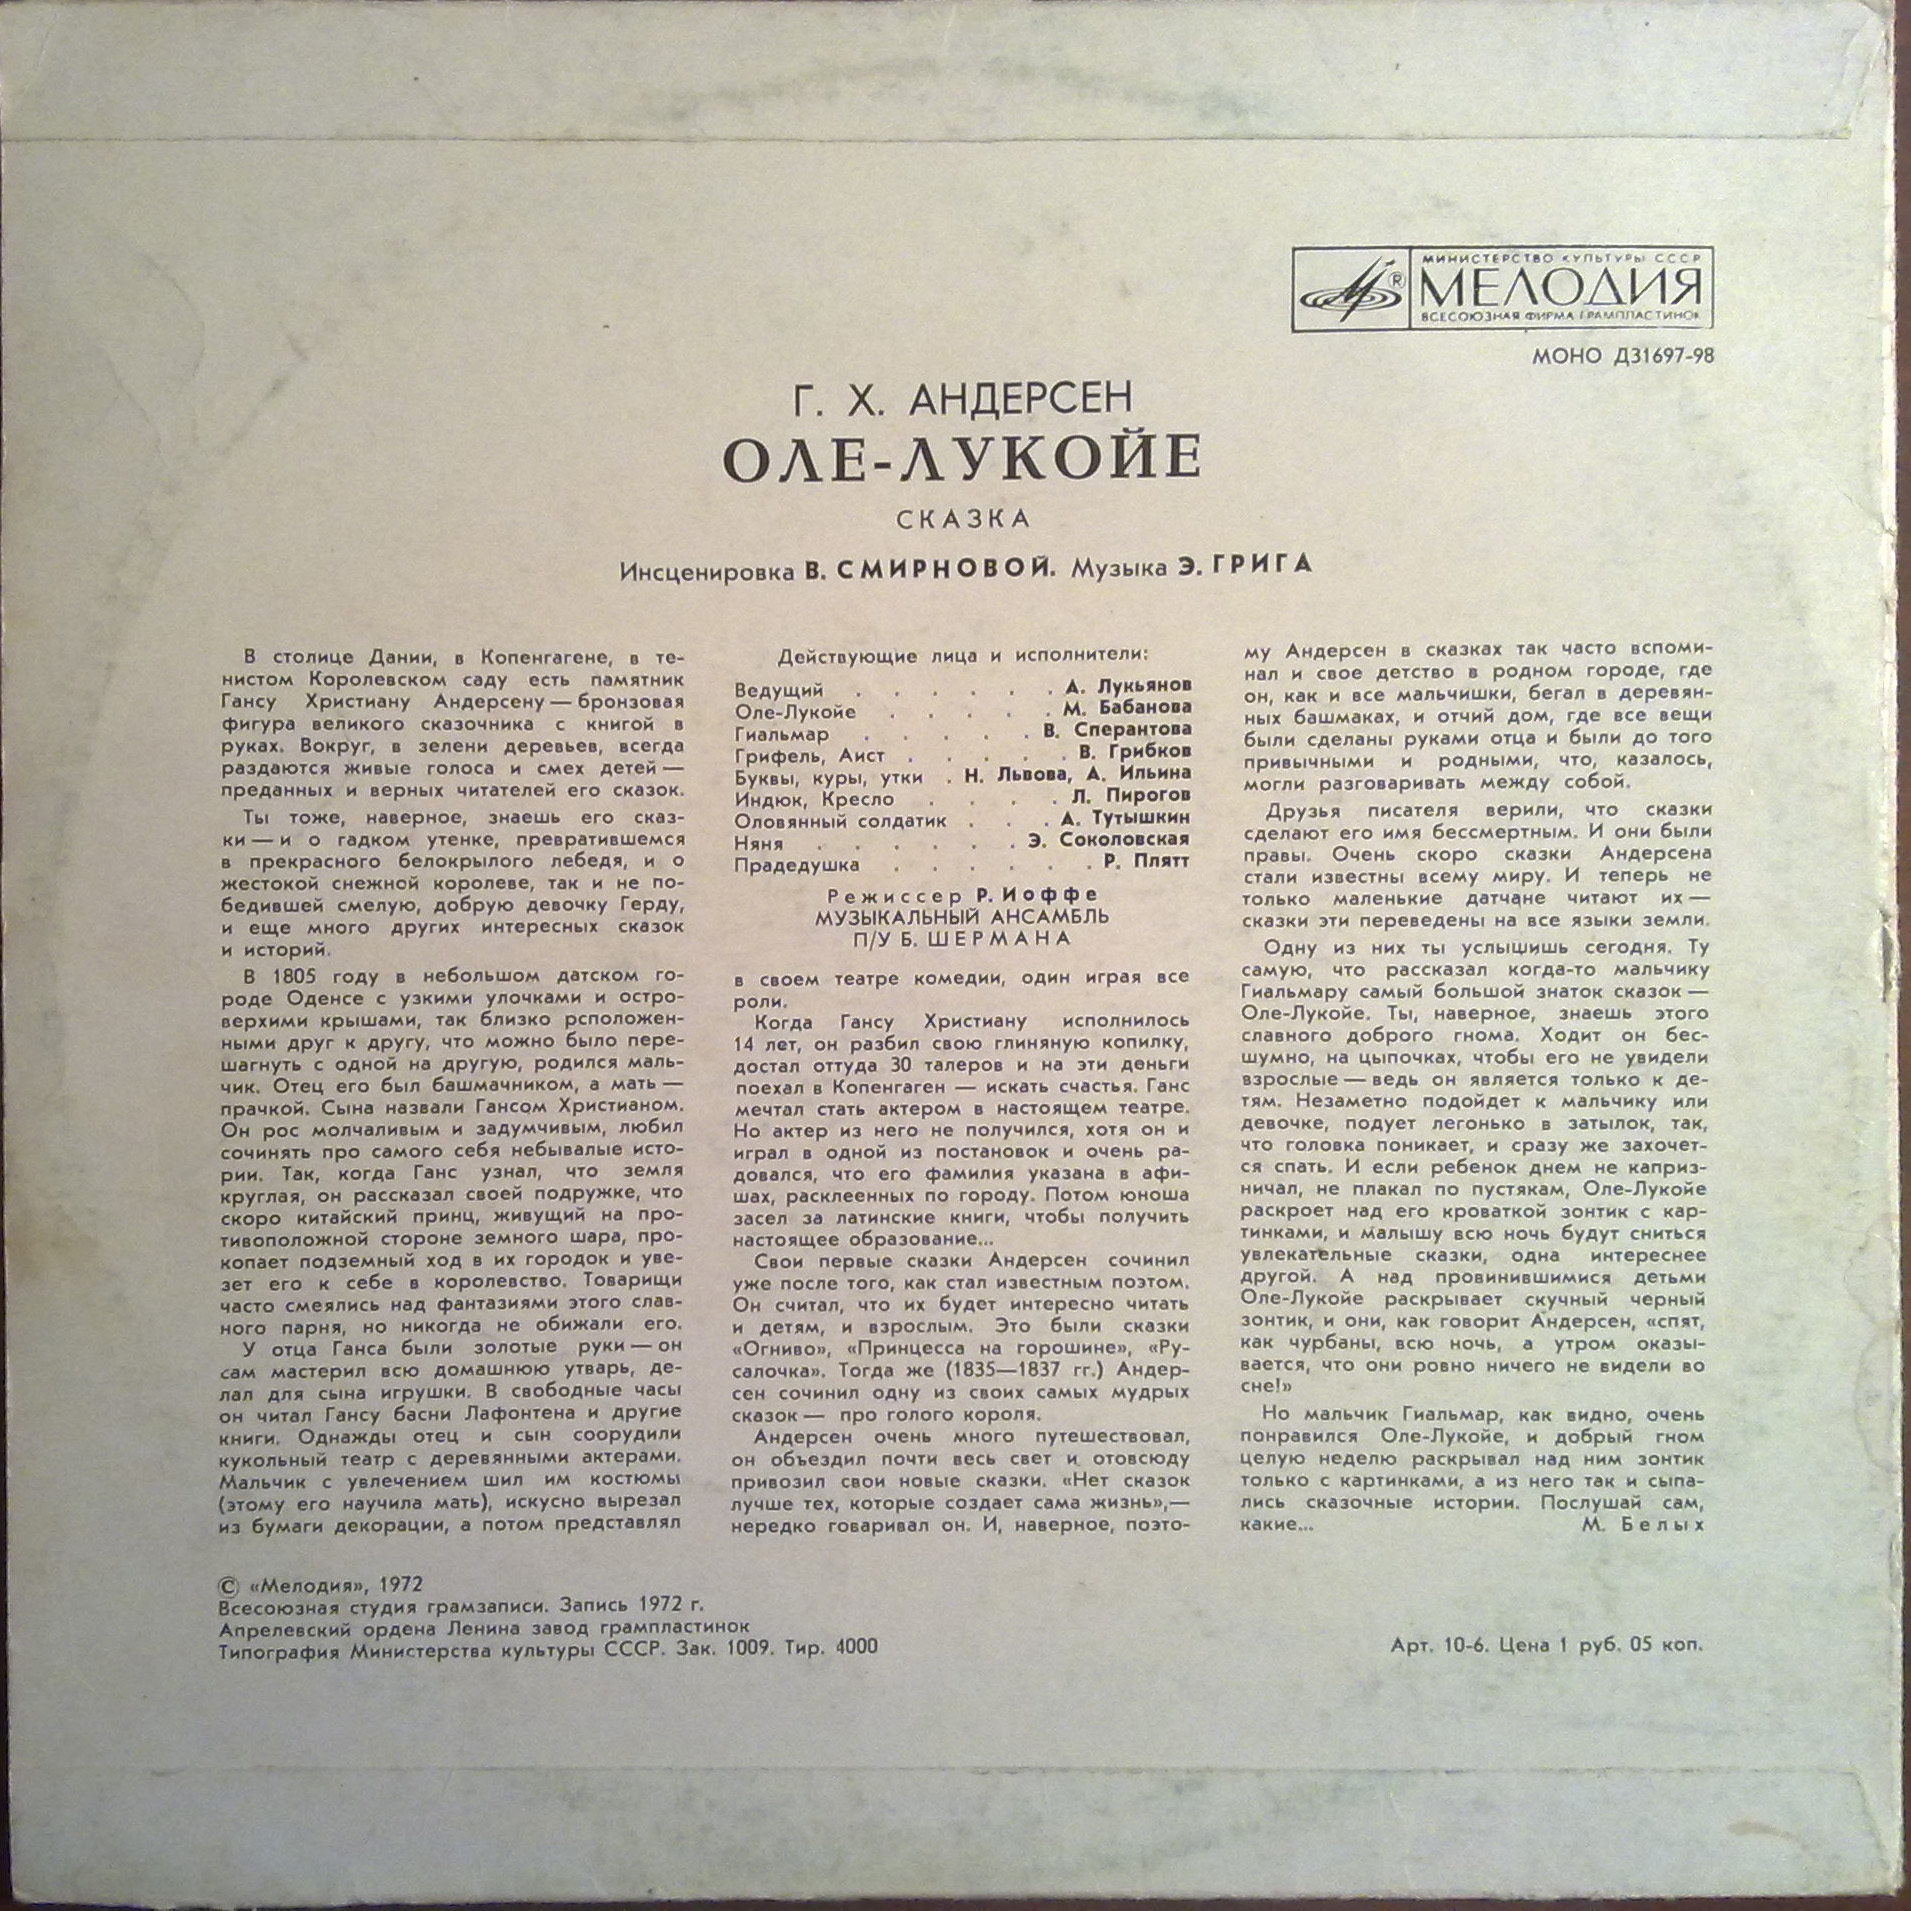 МИНИСТЕРСТВО КУЛЬТУРЫ СССР
МЕЛОДИЯ
ВСЕСОЮЗНАЯ ФИРМА ГРАМПЛАСТИНОК
®
МОНО Д31697-98
Г. Х. АНДЕРСЕН
ОЛЕ-ЛУКОЙЕ
СКАЗКА
Инсценировка В. СМИРНОВОЙ. Музыка Э. ГРИГА
В столице Дании, в Копенгагене, в те-
нистом Королевском саду есть памятник
Гансу Христиану Андерсену — бронзовая
фигура великого сказочника с книгой в
руках. Вокруг, в зелени деревьев, всегда
раздаются живые голоса и смех детей —
преданных и верных читателей его сказок.
Ты тоже, наверное, знаешь его сказ-
ки — и о гадком утенке, превратившемся
в прекрасного белокрылого лебедя, и о
жестокой снежной королеве, так и не по-
бедившей смелую, добрую девочку Герду,
и еще много других интересных сказок
и историй.
В 1805 году в небольшом датском го-
роде Оденсе с узкими улочками и остро-
верхими крышами, так близко рсположен-
ными друг к другу, что можно было пере-
шагнуть с одной на другую, родился маль-
чик. Отец его был башмачником, а мать —
прачкой. Сына назвали Гансом Христианом.
Он рос молчаливым и задумчивым, любил
сочинять про самого себя небывалые исто-
рии. Так, когда Ганс узнал, что земля
круглая, он рассказал своей подружке, что
скоро китайский принц, живущий на про-
тивоположной стороне земного шара, про-
копает подземный ход в их городок и уве-
зет его к себе в королевство. Товарищи
часто смеялись над фантазиями этого слав-
ного парня, но никогда не обижали его.
У отца Ганса были золотые руки — он
сам мастерил всю домашнюю утварь, де-
лал для сына игрушки. В свободные часы
он читал Гансу басни Лафонтена и другие
книги. Однажды отец и сын соорудили
кукольный театр с деревянными актерами.
Мальчик с увлечением шил им костюмы
(этому его научила мать), искусно вырезал
из бумаги декорации, а потом представлял
Действующие лица и исполнители:
Ведущий . . . . . . А. Лукьянов
Оле-Лукойе . . . . . М. Бабанова
Гиальмар . . . . . В. Сперантова
Грифель, Аист . . . . . В. Грибков
Буквы, куры, утки . Н. Львова, А. Ильина
Индюк, Кресло . . . . Л. Пирогов
Оловянный солдатик . . . А. Тутышкин
Няня . . . . . . Э. Соколовская
Прадедушка . . . . . . Р. Плятт
Режиссер Р. Иоффе
МУЗЫКАЛЬНЫЙ АНСАМБЛЬ
П/У Б. ШЕРМАНА
в своем театре комедии, один играя все
роли.
Когда Гансу Христиану исполнилось
14 лет, он разбил свою глиняную копилку,
достал оттуда 30 талеров и на эти деньги
поехал в Копенгаген — искать счастья. Ганс
мечтал стать актером в настоящем театре.
Но актер из него не получился, хотя он и
играл в одной из постановок и очень ра-
довался, что его фамилия указана в афи-
шах, расклеенных по городу. Потом юноша
засел за латинские книги, чтобы получить
настоящее образование...
Свои первые сказки Андерсен сочинил
уже после того, как стал известным поэтом.
Он считал, что их будет интересно читать
и детям, и взрослым. Это были сказки
«Огниво», «Принцесса на горошине», «Ру-
салочка». Тогда же (1835—1837 гг.) Андер-
сен сочинил одну из своих самых мудрых
сказок — про голого короля.
Андерсен очень много путешествовал,
он объездил почти весь свет и отовсюду
привозил свои новые сказки. «Нет сказок
лучше тех, которые создает сама жизнь»,—
нередко говаривал он. И, наверное, поэто-
му Андерсен в сказках так часто вспоми-
нал и свое детство в родном городе, где
он, как и все мальчишки, бегал в деревян-
ных башмаках, и отчий дом, где все вещи
были сделаны руками отца и были до того
привычными и родными, что, казалось,
могли разговаривать между собой.
Друзья писателя верили, что сказки
сделают его имя бессмертным. И они были
правы. Очень скоро сказки Андерсена
стали известны всему миру. И теперь не
только маленькие датчане читают их —
сказки эти переведены на все языки земли.
Одну из них ты услышишь сегодня. Ту
самую, что рассказал когда-то мальчику
Гиальмару самый большой знаток сказок —
Оле-Лукойе. Ты, наверное, знаешь этого
славного доброго гнома. Ходит он бес-
шумно, на цыпочках, чтобы его не увидели
взрослые — ведь он является только к де-
тям. Незаметно подойдет к мальчику или
девочке, подует легонько в затылок, так,
что головка поникает, и сразу же захочет-
ся спать. И если ребенок днем не каприз-
ничал, не плакал по пустякам, Оле-Лукойе
раскроет над его кроваткой зонтик с кар-
тинками, и малышу всю ночь будут сниться
увлекательные сказки, одна интереснее
другой. А над провинившимися детьми
Оле-Лукойе раскрывает скучный черный
зонтик, и они, как говорит Андерсен, «спят,
как чурбаны, всю ночь, а утром оказы-
вается, что они ровно ничего не видели во
сне!»
Но мальчик Гиальмар, как видно, очень
понравился Оле-Лукойе, и добрый гном
целую неделю раскрывал над ним зонтик
только с картинками, а из него так и сыпа-
лись сказочные истории. Послушай сам,
какие... М. Белых
© «Мелодия», 1972
Всесоюзная студия грамзаписи. Запись 1972 г.
Апрелевский ордена Ленина завод грампластинок
Типография Министерства культуры СССР. Зак. 1009. Тир. 4000
Арт. 10-6. Цена 1 руб. 05 коп.